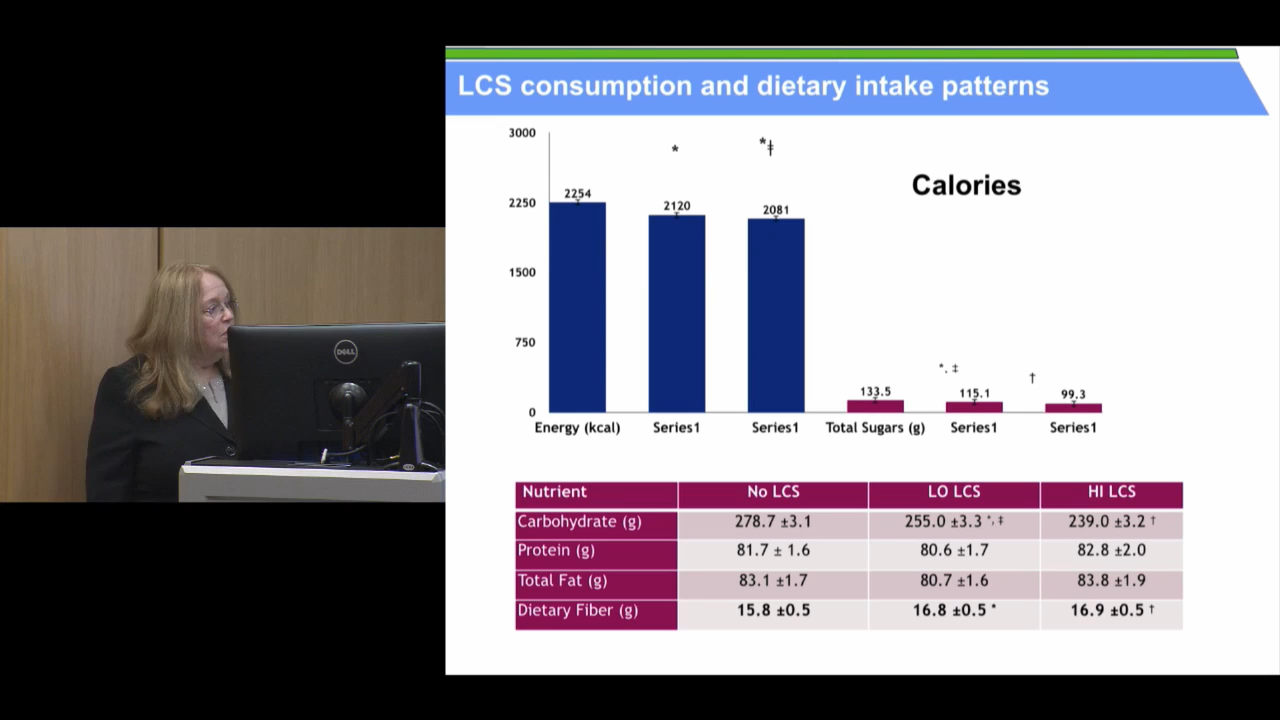 LCS consumption and dietary intake patterns
3000
2250
1500
750
0
2254
*
2120
*ǂ
2081
Calories
133.5
*, ‡
115.1
†
99.3
Energy (kcal)
Series1
Series1
Total Sugars (g)
Series1
Series1
Nutrient No LCS LO LCS HI LCS
Carbohydrate (g) 278.7 ±3.1 255.0 ±3.3 *, ‡ 239.0 ±3.2 †
Protein (g) 81.7 ± 1.6 80.6 ±1.7 82.8 ±2.0
Total Fat (g) 83.1 ±1.7 80.7 ±1.6 83.8 ±1.9
Dietary Fiber (g) 15.8 ±0.5 16.8 ±0.5 * 16.9 ±0.5 †
DELL